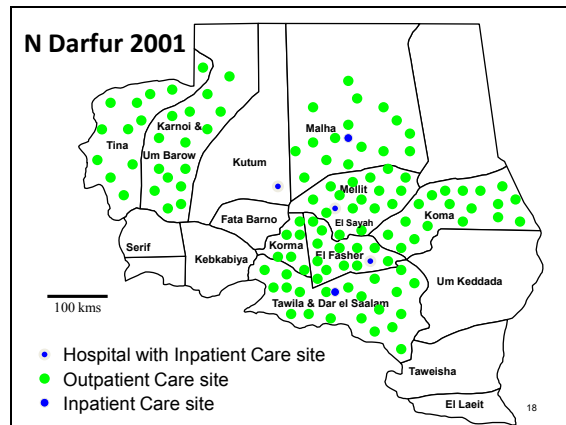 N Darfur 2001
Karnoi &
Tina
Um Barow
Malha
Kutum
Mellit
El Sayah
Koma
Fata Barno
Korma
El Fasher
Serif
Kebkabiya
Um Keddada
100 kms
Tawila & Dar el Saalam
Hospital with Inpatient Care site
Outpatient Care site
Inpatient Care site
Taweisha
El Laeit
18